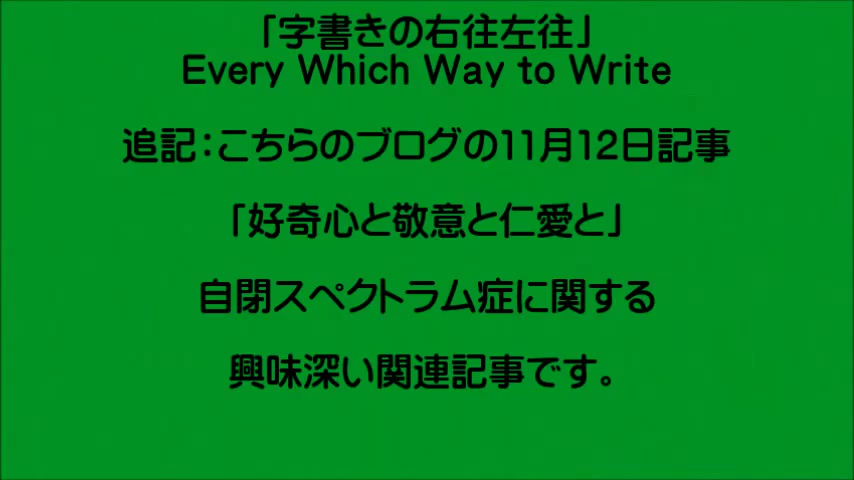 「字書きの右往左往」
Every Which Way to Write
追記：こちらのブログの11月12日記事
「好奇心と敬意と仁愛と」
自閉スペクトラム症に関する
興味深い関連記事です。